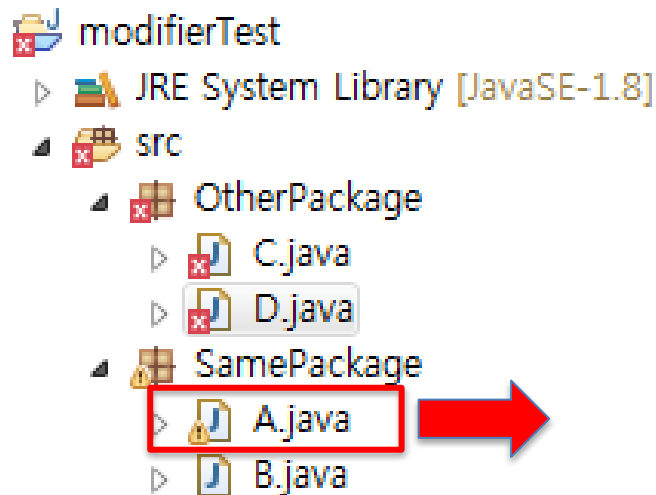 modifierTest
JRE System Library [JavaSE-1.8]
src
OtherPackage
C.java
D.java
SamePackage
A.java
B.java